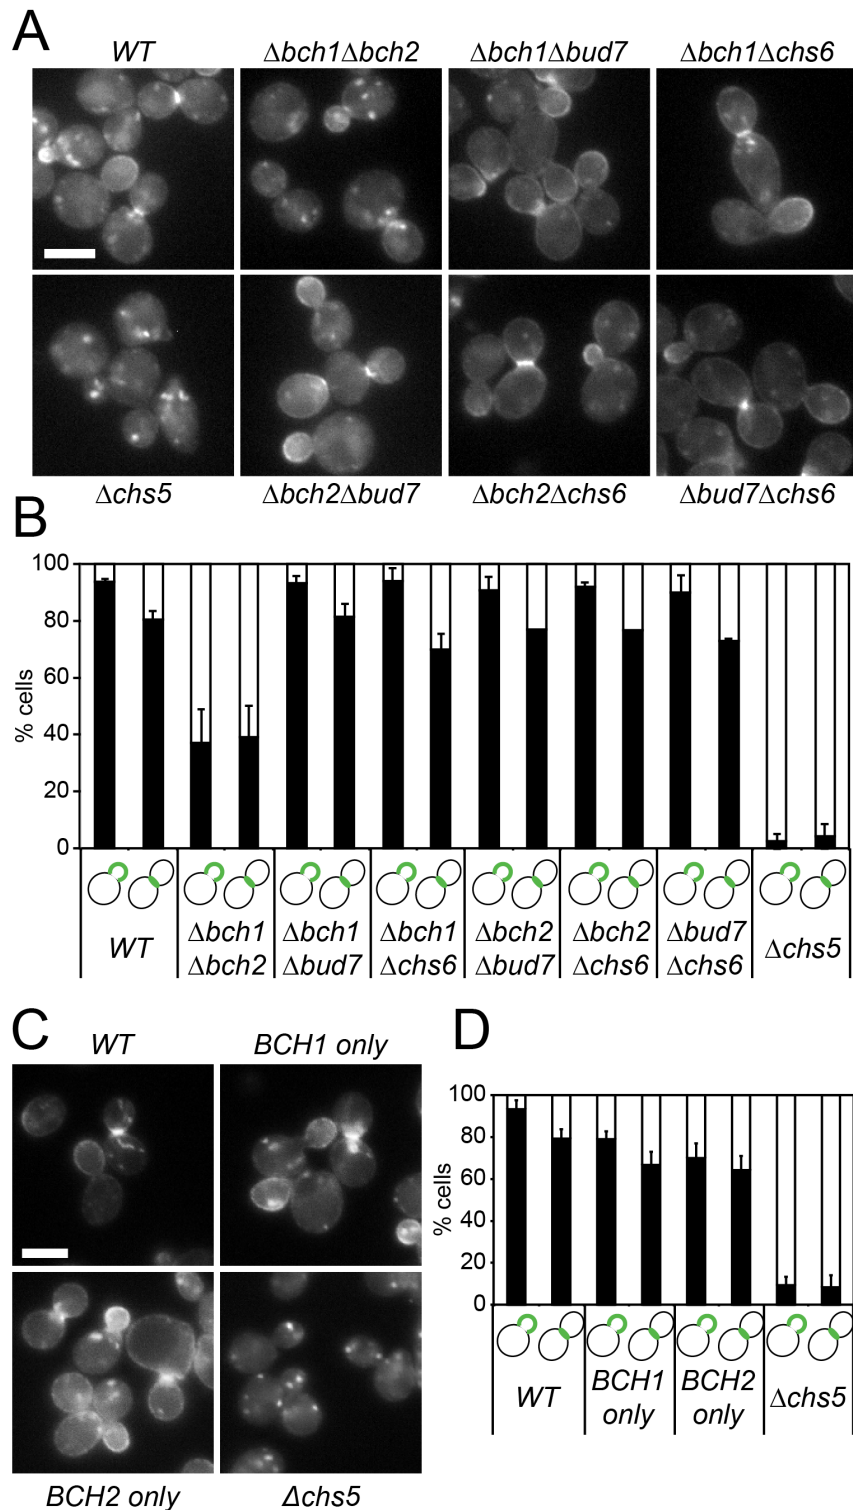 A
WT
Δbch1Δbch2
Δbch1Δbud7
Δbch1Δchs6
Δchs5
Δbch2Δbud7
Δbch2Δchs6
Δbud7Δchs6
B
% cells
100
80
60
40
20
0
WT
Δbch1
Δbch2
Δbch1
Δbud7
Δbch1
Δchs6
Δbch2
Δbud7
Δbch2
Δchs6
Δbud7
Δchs6
Δchs5
C
WT
BCH1 only
BCH2 only
Δchs5
D
% cells
100
80
60
40
20
0
WT
BCH1
only
BCH2
only
Δchs5